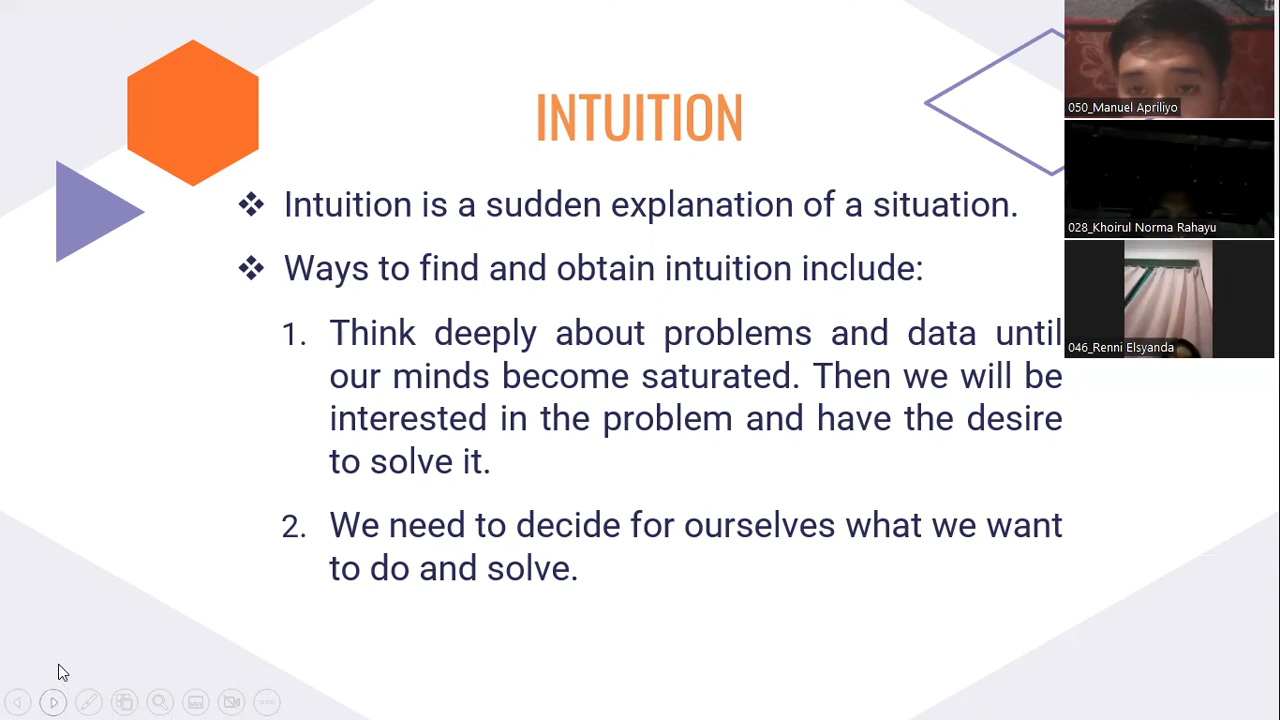 INTUITION
❖ Intuition is a sudden explanation of a situation.
❖ Ways to find and obtain intuition include:
1. Think deeply about problems and data until
our minds become saturated. Then we will be
interested in the problem and have the desire
to solve it.
2. We need to decide for ourselves what we want
to do and solve.
050_Manuel Apriliyo
028_Khoirul Norma Rahayu
046_Renni Elsyanda